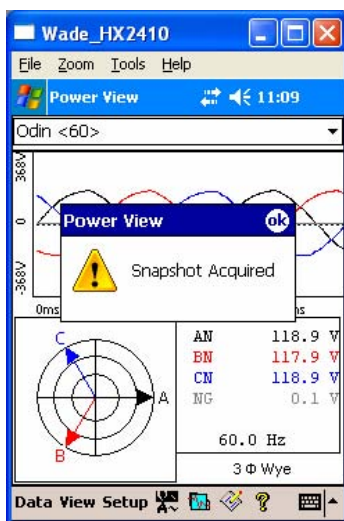 Wade_HX2410
File Zoom Tools Help
Power View 11:09
Odin <60>
368V
0
-368V
Power View ok
Snapshot Acquired
0ms
C
A
B
AN 118.9 V
BN 117.9 V
CN 118.9 V
NG 0.1 V
60.0 Hz
3 Φ Wye
Data View Setup